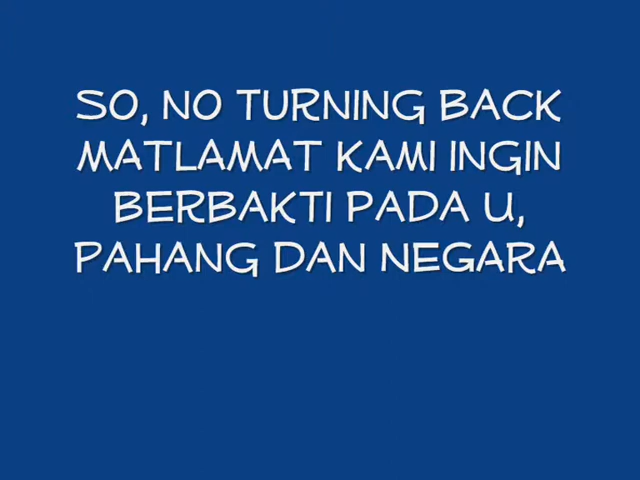 SO, NO TURNING BACK
MATLAMAT KAMI INGIN
BERBAKTI PADA U,
PAHANG DAN NEGARA